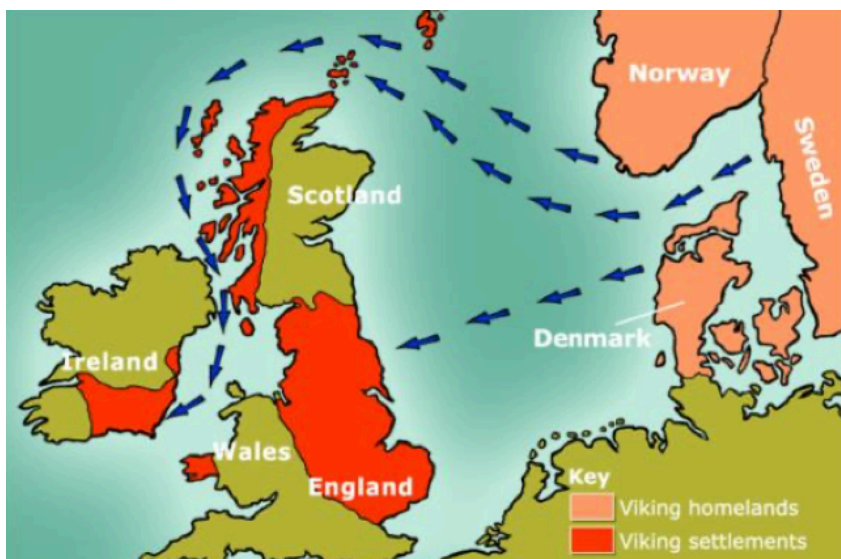 Norway
Sweden
Scotland
Denmark
Ireland
Wales
England
Key
Viking homelands
Viking settlements